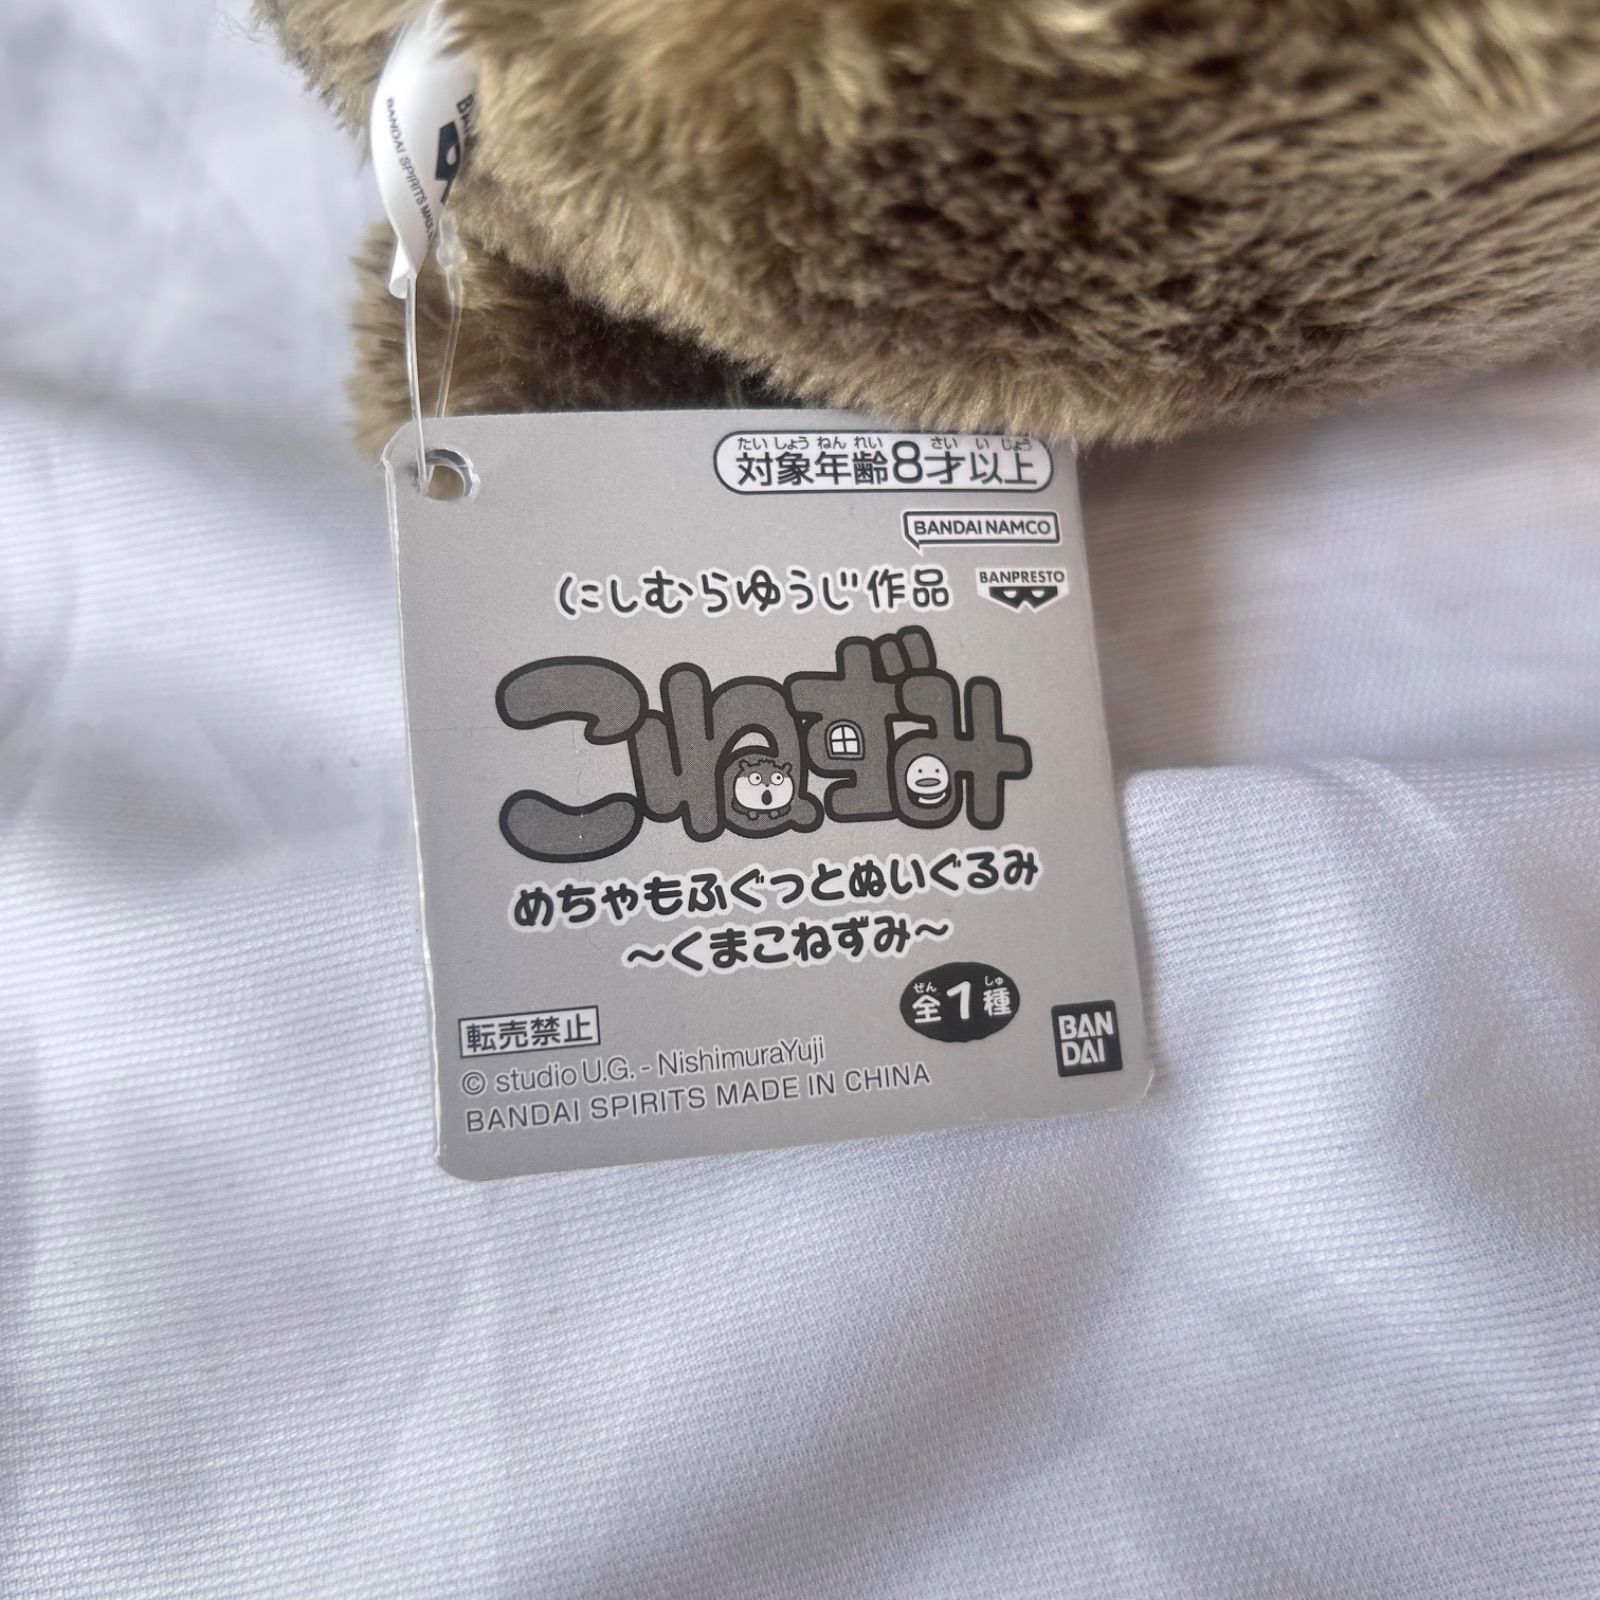 BANDAI SPIRITS
対象年齢8才以上
たいしょうねんれい さいいじょう
BANDAI NAMCO
にしむらゆうじ作品
BANPRESTO
こねずみ
めちゃもふぐっとぬいぐるみ
～くまこねずみ～
全1種
ぜん しゅ
BAN
DAI
転売禁止
© studio U.G. - NishimuraYuji
BANDAI SPIRITS MADE IN CHINA